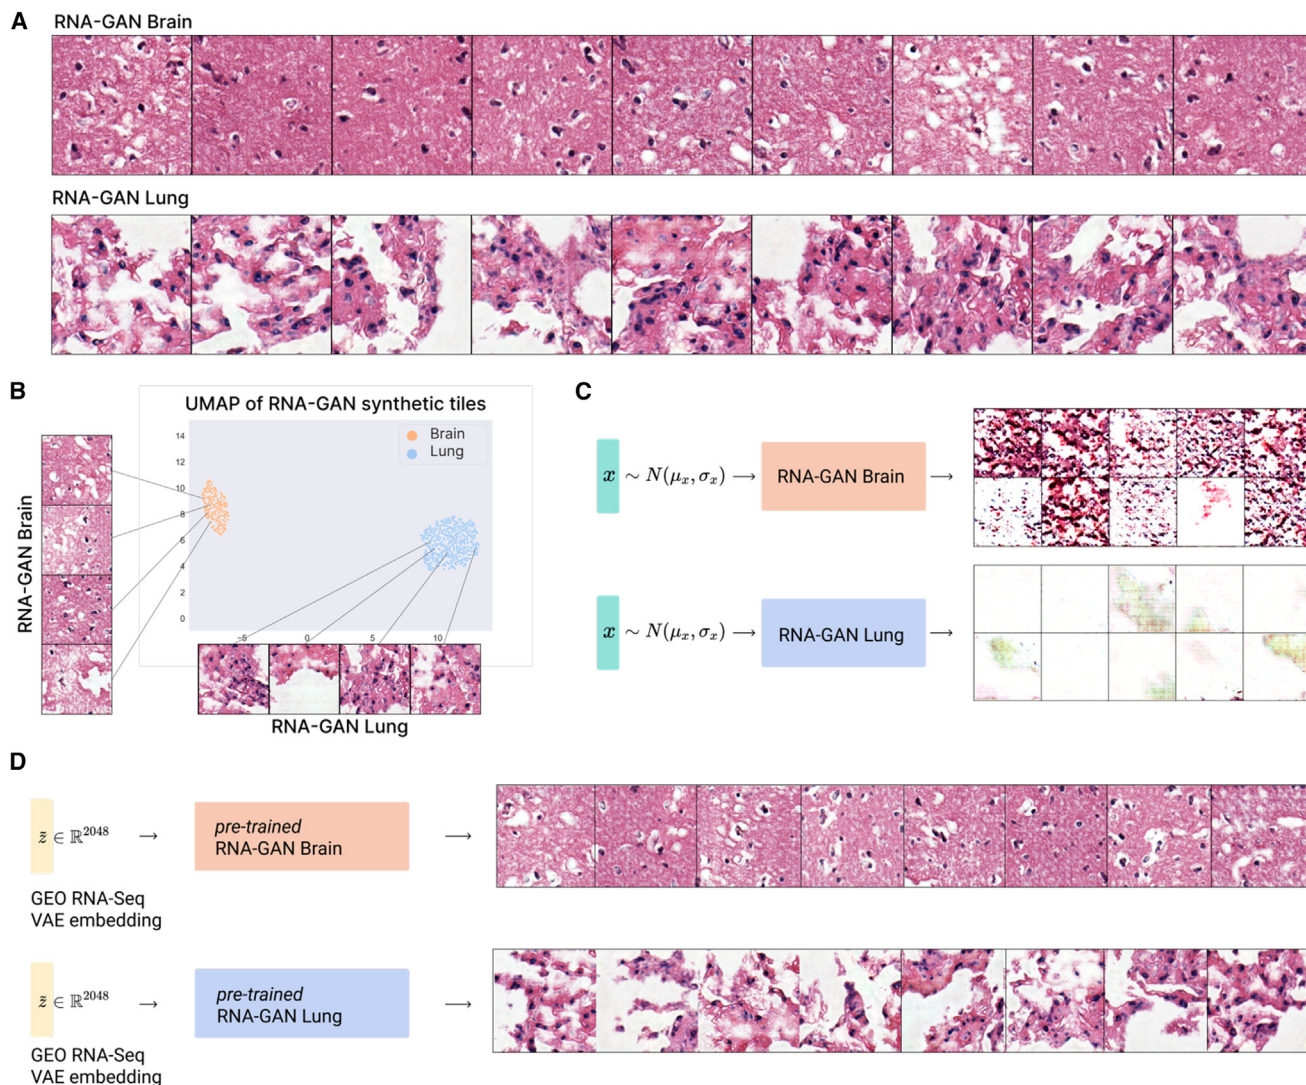 A
RNA-GAN Brain
RNA-GAN Lung
B
UMAP of RNA-GAN synthetic tiles
Brain
Lung
14
12
10
8
6
4
2
0
-5
0
5
10
RNA-GAN Brain
RNA-GAN Lung
C
x ∼ N(μₓ, σₓ) → RNA-GAN Brain →
x ∼ N(μₓ, σₓ) → RNA-GAN Lung →
D
z̄ ∈ ℝ²⁰⁴⁸ → pre-trained
RNA-GAN Brain →
GEO RNA-Seq
VAE embedding
z̄ ∈ ℝ²⁰⁴⁸ → pre-trained
RNA-GAN Lung →
GEO RNA-Seq
VAE embedding